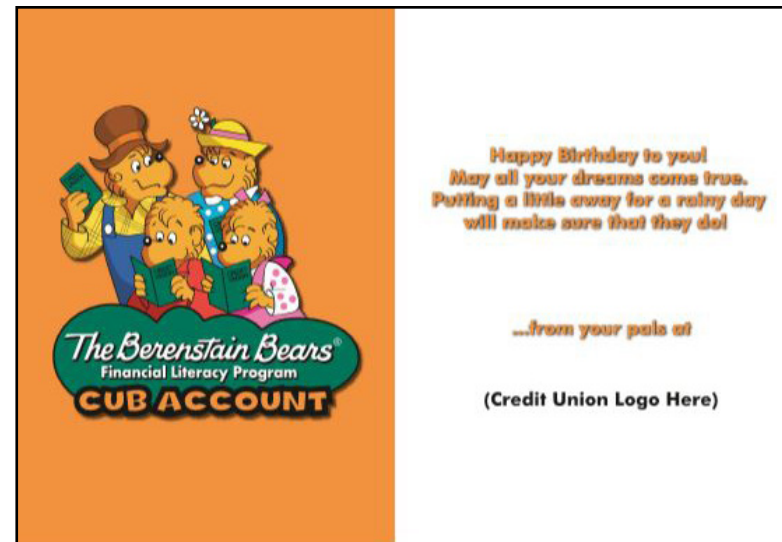 The Berenstain Bears®
Financial Literacy Program
CUB ACCOUNT
Happy Birthday to you!
May all your dreams come true.
Putting a little away for a rainy day
will make sure that they do!
...from your pals at
(Credit Union Logo Here)